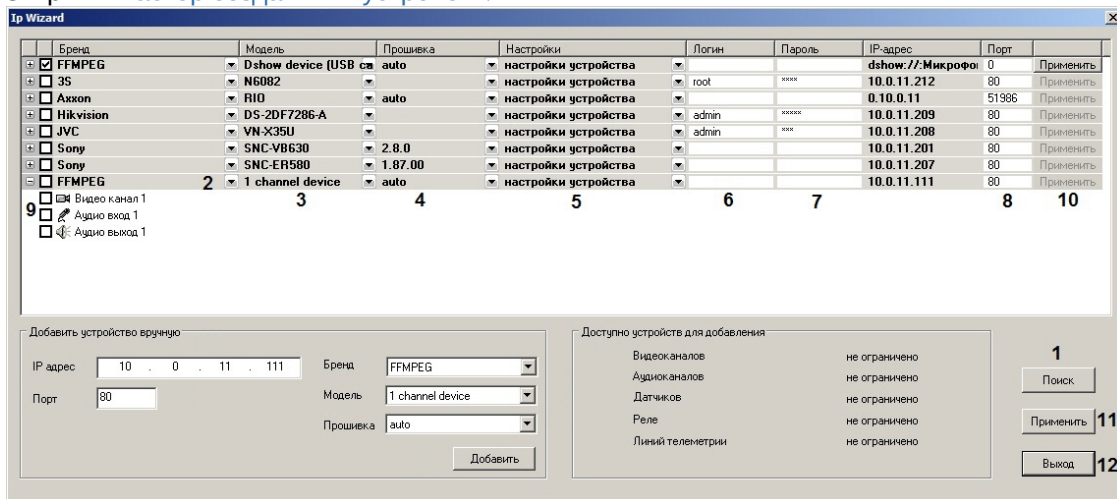 Ip Wizard
Бренд Модель Прошивка Настройки Логин Пароль IP-адрес Порт
FFMPEG Dshow device (USB ca auto настройки устройства dshow://:Микрофо 0 Применить
3S N6082 настройки устройства root **** 10.0.11.212 80 Применить
Axxon RIO auto настройки устройства 0.10.0.11 51986 Применить
Hikvision DS-2DF7286-A настройки устройства admin ***** 10.0.11.209 80 Применить
JVC VN-X35U настройки устройства admin *** 10.0.11.208 80 Применить
Sony SNC-VB630 2.8.0 настройки устройства 10.0.11.201 80 Применить
Sony SNC-ER580 1.87.00 настройки устройства 10.0.11.207 80 Применить
FFMPEG 2 1 channel device auto настройки устройства 10.0.11.111 80 Применить
Видео канал 1 3 4 5 6 7 8 10
9 Аудио вход 1
Аудио выход 1
Добавить устройство вручную
IP адрес 10 . 0 . 11 . 111 Бренд FFMPEG
Порт 80 Модель 1 channel device
Прошивка auto
Добавить
Доступно устройств для добавления
Видеоканалов не ограничено
Аудиоканалов не ограничено
Датчиков не ограничено
Реле не ограничено
Линий телеметрии не ограничено
1
Поиск
Применить 11
Выход 12